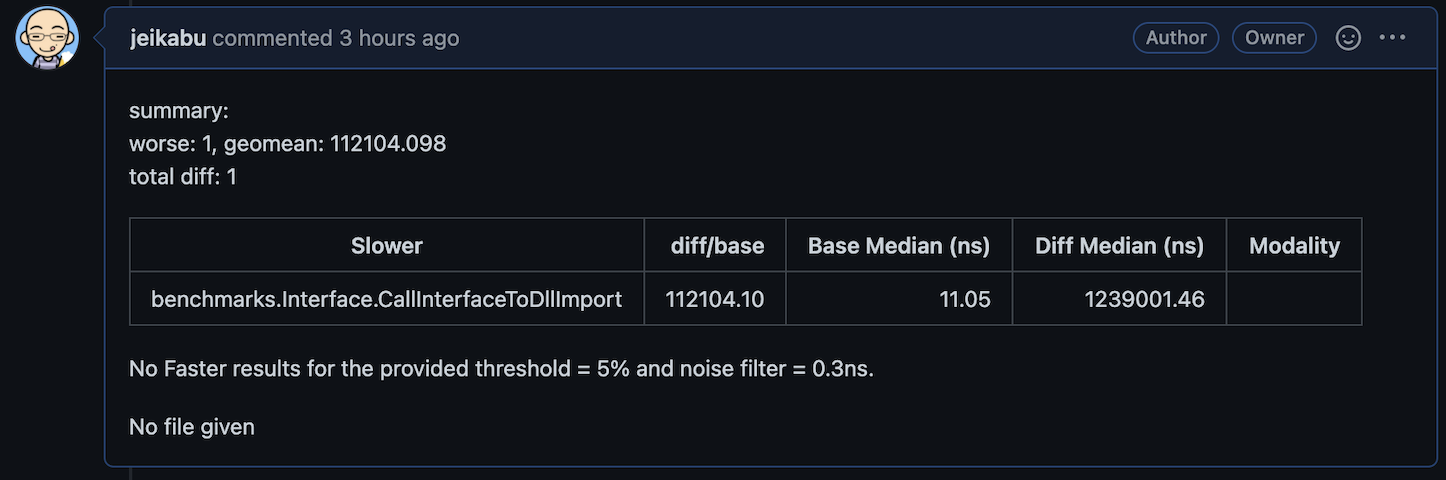 jeikabu commented 3 hours ago Author Owner
summary:
worse: 1, geomean: 112104.098
total diff: 1
Slower diff/base Base Median (ns) Diff Median (ns) Modality
benchmarks.Interface.CallInterfaceToDllImport 112104.10 11.05 1239001.46
No Faster results for the provided threshold = 5% and noise filter = 0.3ns.
No file given